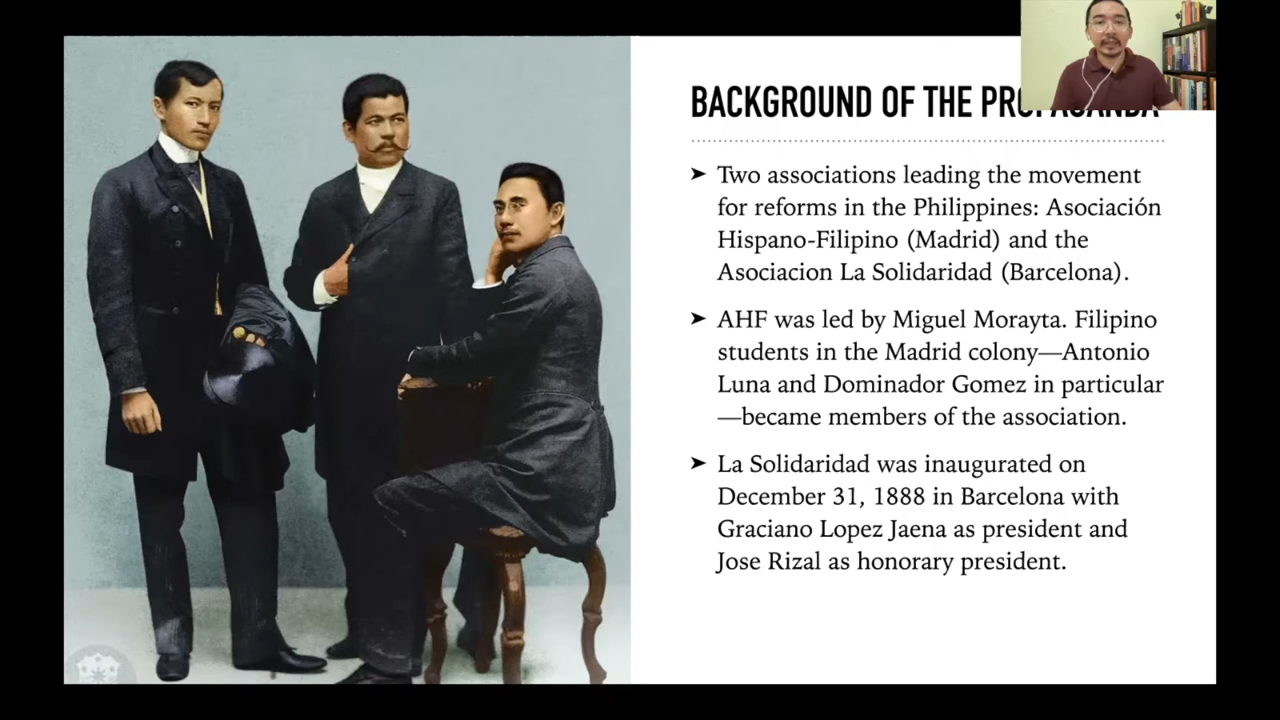 BACKGROUND OF THE PROPAGANDA
➤ Two associations leading the movement
for reforms in the Philippines: Asociación
Hispano-Filipino (Madrid) and the
Asociacion La Solidaridad (Barcelona).
➤ AHF was led by Miguel Morayta. Filipino
students in the Madrid colony—Antonio
Luna and Dominador Gomez in particular
—became members of the association.
➤ La Solidaridad was inaugurated on
December 31, 1888 in Barcelona with
Graciano Lopez Jaena as president and
Jose Rizal as honorary president.